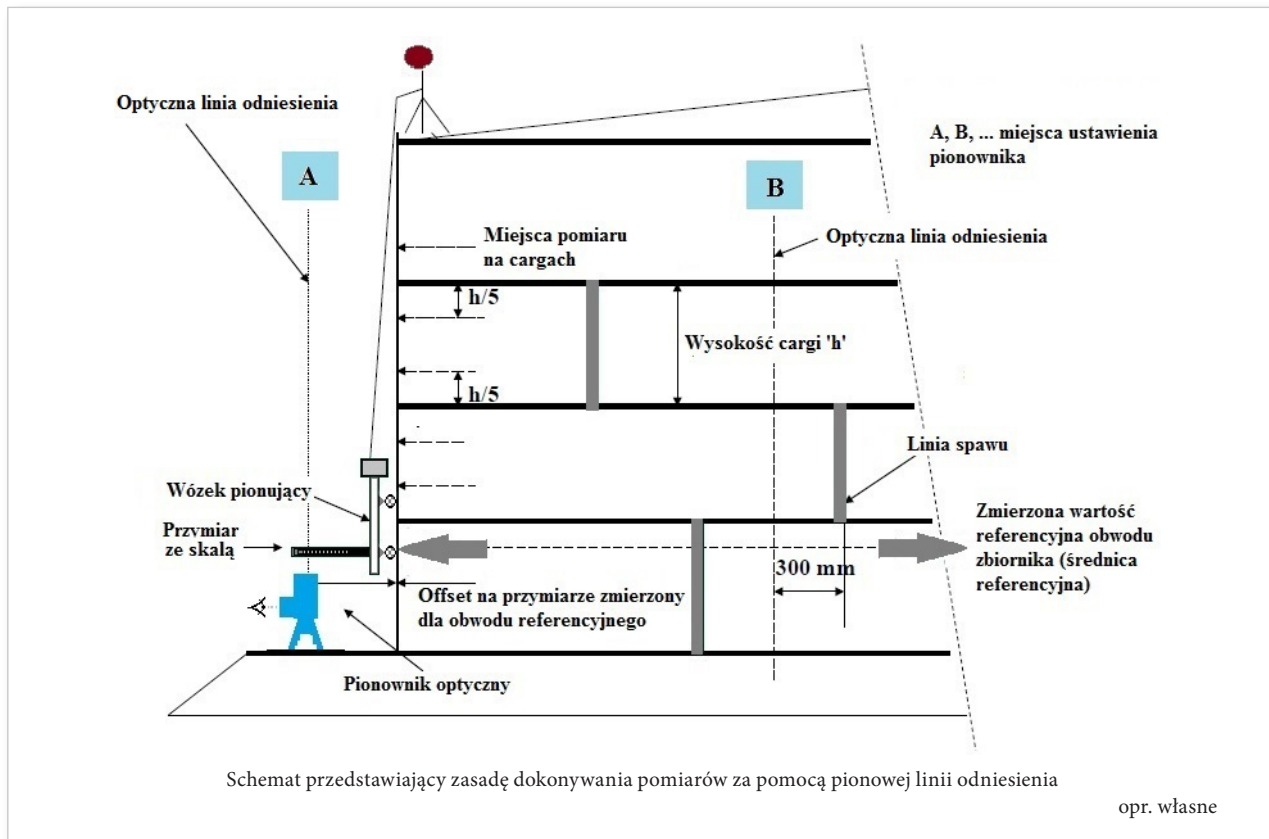 Optyczna linia odniesienia
A
A, B, ... miejsca ustawienia
pionownika
B
Miejsca pomiaru
na cargach
Optyczna linia odniesienia
h/5
Wysokość cargi 'h'
h/5
Linia spawu
Wózek pionujący
Przymiar
ze skalą
Zmierzona wartość
referencyjna obwodu
zbiornika (średnica
referencyjna)
300 mm
Offset na przymiarze zmierzony
dla obwodu referencyjnego
Pionownik optyczny
Schemat przedstawiający zasadę dokonywania pomiarów za pomocą pionowej linii odniesienia
opr. własne